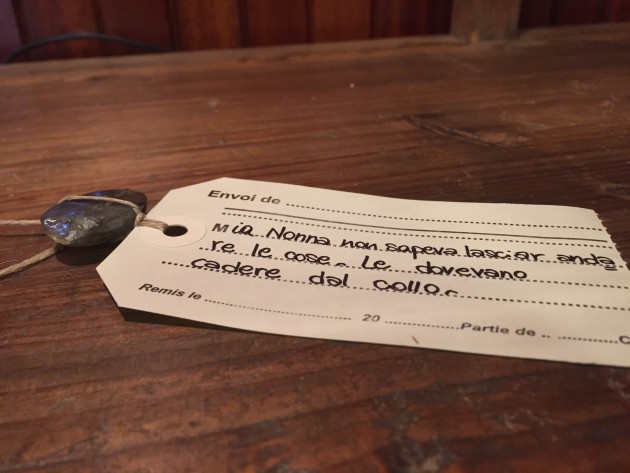 Envoi de
Mia Nonna non sapeva lasciar anda
re le cose. Le dovevano
cadere dal collo.
Remis le 20 Partie de C